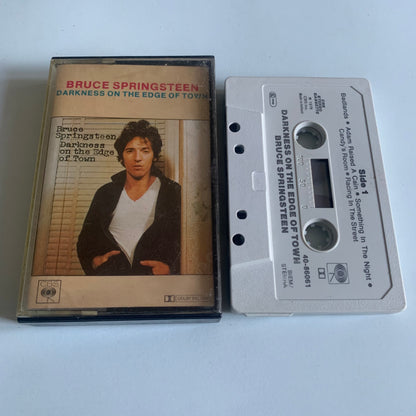 BRUCE SPRINGSTEEN
DARKNESS ON THE EDGE OF TOWN
Bruce
Springsteen
Darkness
on the Edge
of Town
CBS
Side 1
Badlands • Adam Raised A Cain • Something In The Night •
Candy's Room • Racing In The Street
DARKNESS ON THE EDGE OF TOWN
BRUCE SPRINGSTEEN
40-86061
BIEM/
STEMRA